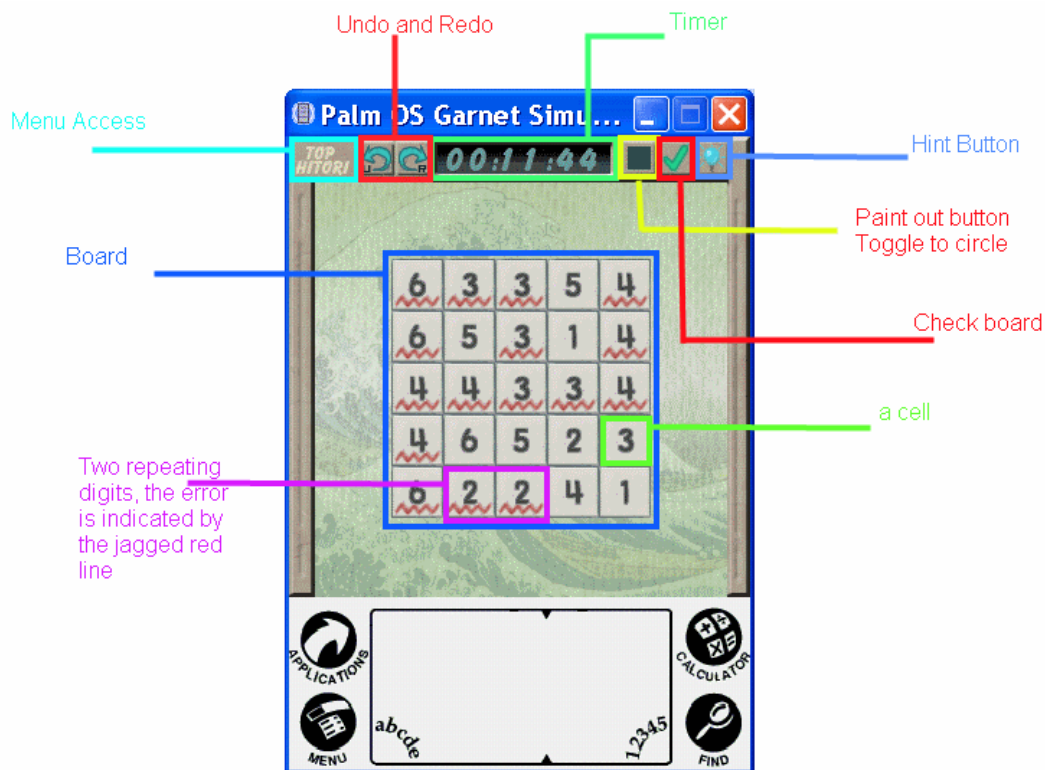 Undo and Redo
Timer
Menu Access
Palm OS Garnet Simu...
TOP
HITORI
U
R
00:11:44
Hint Button
Paint out button
Toggle to circle
Board
6 3 3 5 4
6 5 3 1 4
4 4 3 3 4
4 6 5 2 3
6 2 2 4 1
Check board
a cell
Two repeating
digits, the error
is indicated by
the jagged red
line
APPLICATIONS
CALCULATOR
abcde
12345
MENU
FIND